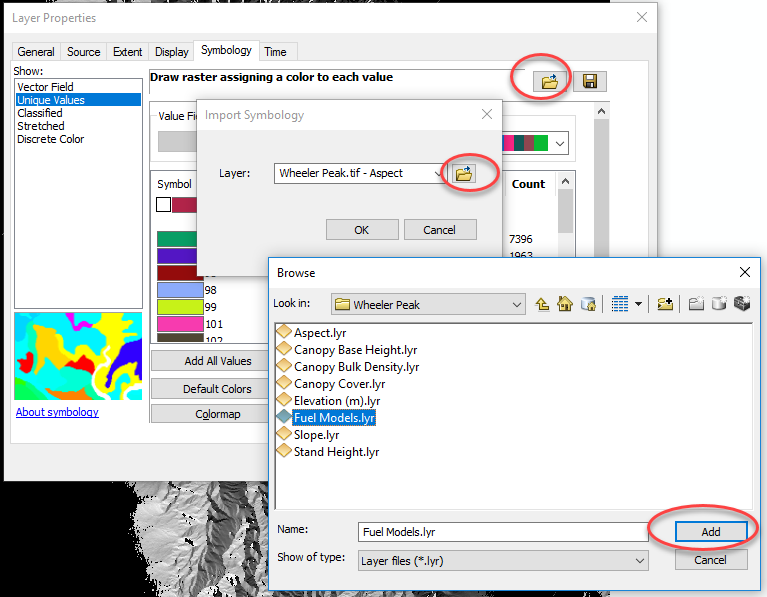 Layer Properties
General Source Extent Display Symbology Time
Show:
Vector Field
Unique Values
Classified
Stretched
Discrete Color
About symbology
Draw raster assigning a color to each value
Value Fi
Symbol
Count
7396
1963
98
99
101
102
Add All Values
Default Colors
Colormap
Import Symbology
Layer:
Wheeler Peak.tif - Aspect
OK
Cancel
Browse
Look in:
Wheeler Peak
Aspect.lyr
Canopy Base Height.lyr
Canopy Bulk Density.lyr
Canopy Cover.lyr
Elevation (m).lyr
Fuel Models.lyr
Slope.lyr
Stand Height.lyr
Name:
Fuel Models.lyr
Add
Show of type:
Layer files (*.lyr)
Cancel